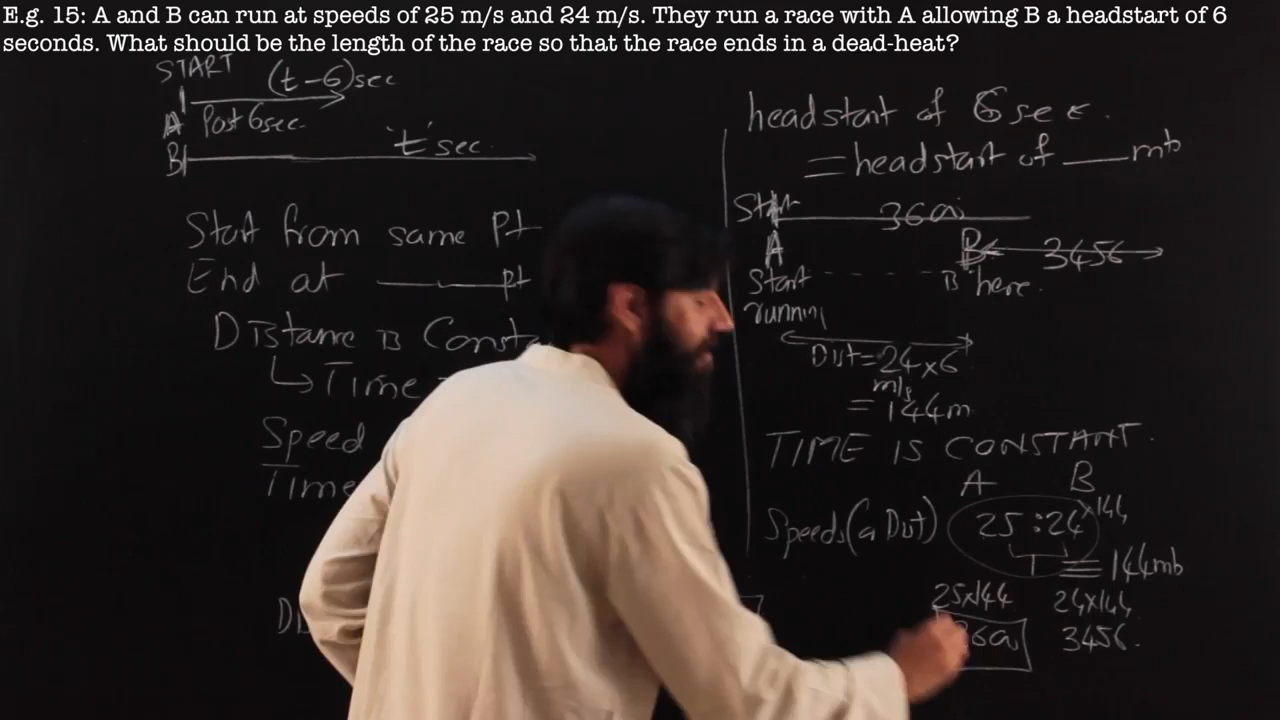 E.g. 15: A and B can run at speeds of 25 m/s and 24 m/s. They run a race with A allowing B a headstart of 6
seconds. What should be the length of the race so that the race ends in a dead-heat?
START (t-6)sec
A Post 6sec.
B 't' sec.
Start from same Pt
End at pt
Distance is Consta
Time
Speed
Time
headstart of 6 sec.
= headstart of ___ mts
Start 3600
A B 3456
Start B here.
running
Dist = 24×6
m/s
= 144m
TIME IS CONSTANT.
A B
Speeds (α Dist) 25 : 24 ×144
1 ≡ 144mts
25×144 24×144
3600 3456.